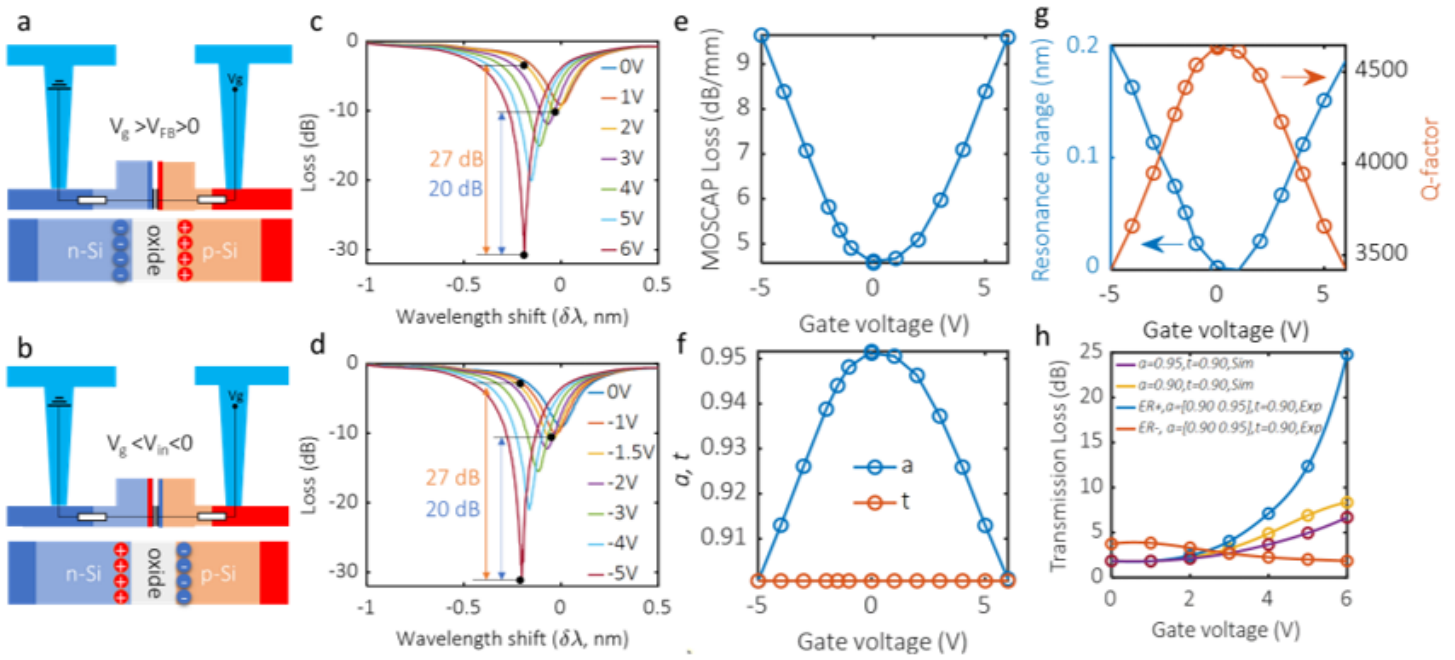 a
Vg
Vg >VFB>0
n-Si
oxide
p-Si
b
Vg
Vg <Vin<0
n-Si
oxide
p-Si
c
0
-10
-20
-30
Loss (dB)
27 dB
20 dB
0V
1V
2V
3V
4V
5V
6V
-1
-0.5
0
0.5
Wavelength shift (δλ, nm)
d
0
-10
-20
-30
Loss (dB)
27 dB
20 dB
0V
-1V
-1.5V
-2V
-3V
-4V
-5V
-1
-0.5
0
0.5
Wavelength shift (δλ, nm)
e
9
8
7
6
5
MOSCAP Loss (dB/mm)
-5
0
5
Gate voltage (V)
f
0.95
0.94
0.93
0.92
0.91
a, t
a
t
-5
0
5
Gate voltage (V)
g
0.2
0.1
0
Resonance change (nm)
4500
4000
3500
Q-factor
-5
0
5
Gate voltage (V)
h
25
20
15
10
5
0
Transmission Loss (dB)
a=0.95,t=0.90,Sim
a=0.90,t=0.90,Sim
ER+,a=[0.90 0.95],t=0.90,Exp
ER-, a=[0.90 0.95],t=0.90,Exp
0
2
4
6
Gate voltage (V)